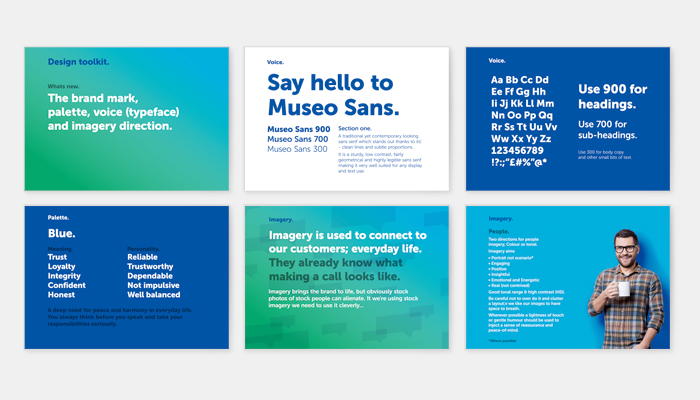 Design toolkit.
Whats new.
The brand mark,
palette, voice (typeface)
and imagery direction.
Voice.
Say hello to
Museo Sans.
Museo Sans 900
Museo Sans 700
Museo Sans 300
Section one.
A traditional yet contemporary looking
sans serif which stands out thanks to its'
- clean lines and subtle proportions.
It is a sturdy, low contrast, fairly
geometrical and highly legible sans serif
making it very well suited for any display
and text use.
Voice.
Aa Bb Cc Dd
Ee Ff Gg Hh
Ii Jj Kk Ll Mm
Nn Oo Pp Qq
Rr Ss Tt Uu Vv
Ww Xx Yy Zz
123456789
!?:;"£#%"@*
Use 900 for
headings.
Use 700 for
sub-headings.
Use 300 for body copy
and other small bits of text.
Palette.
Blue.
Meaning.
Trust
Loyalty
Integrity
Confident
Honest
Personality.
Reliable
Trustworthy
Dependable
Not impulsive
Well balanced
A deep need for peace and harmony in everyday life.
You always think before you speak and take your
responsibilities seriously.
Imagery.
Imagery is used to connect to
our customers; everyday life.
They already know what
making a call looks like.
Imagery brings the brand to life, but obviously stock
photos of stock people can alienate. It we're using stock
imagery we need to use it cleverly...
Imagery.
People.
Two directions for people
imagery. Colour or tonal.
Imagery aims
• Portrait not scenario*
• Engaging
• Positive
• Insightful
• Emotional and Energetic
• Real (but contrived)
Good tonal range & high contrast IMGs.
Be careful not to over do it and clutter
a layout; we like our images to have
space to breath.
Wherever possible a lightness of touch
or gentle humour should be used to
inject a sense of reassurance and
peace-of-mind.
*Where possible